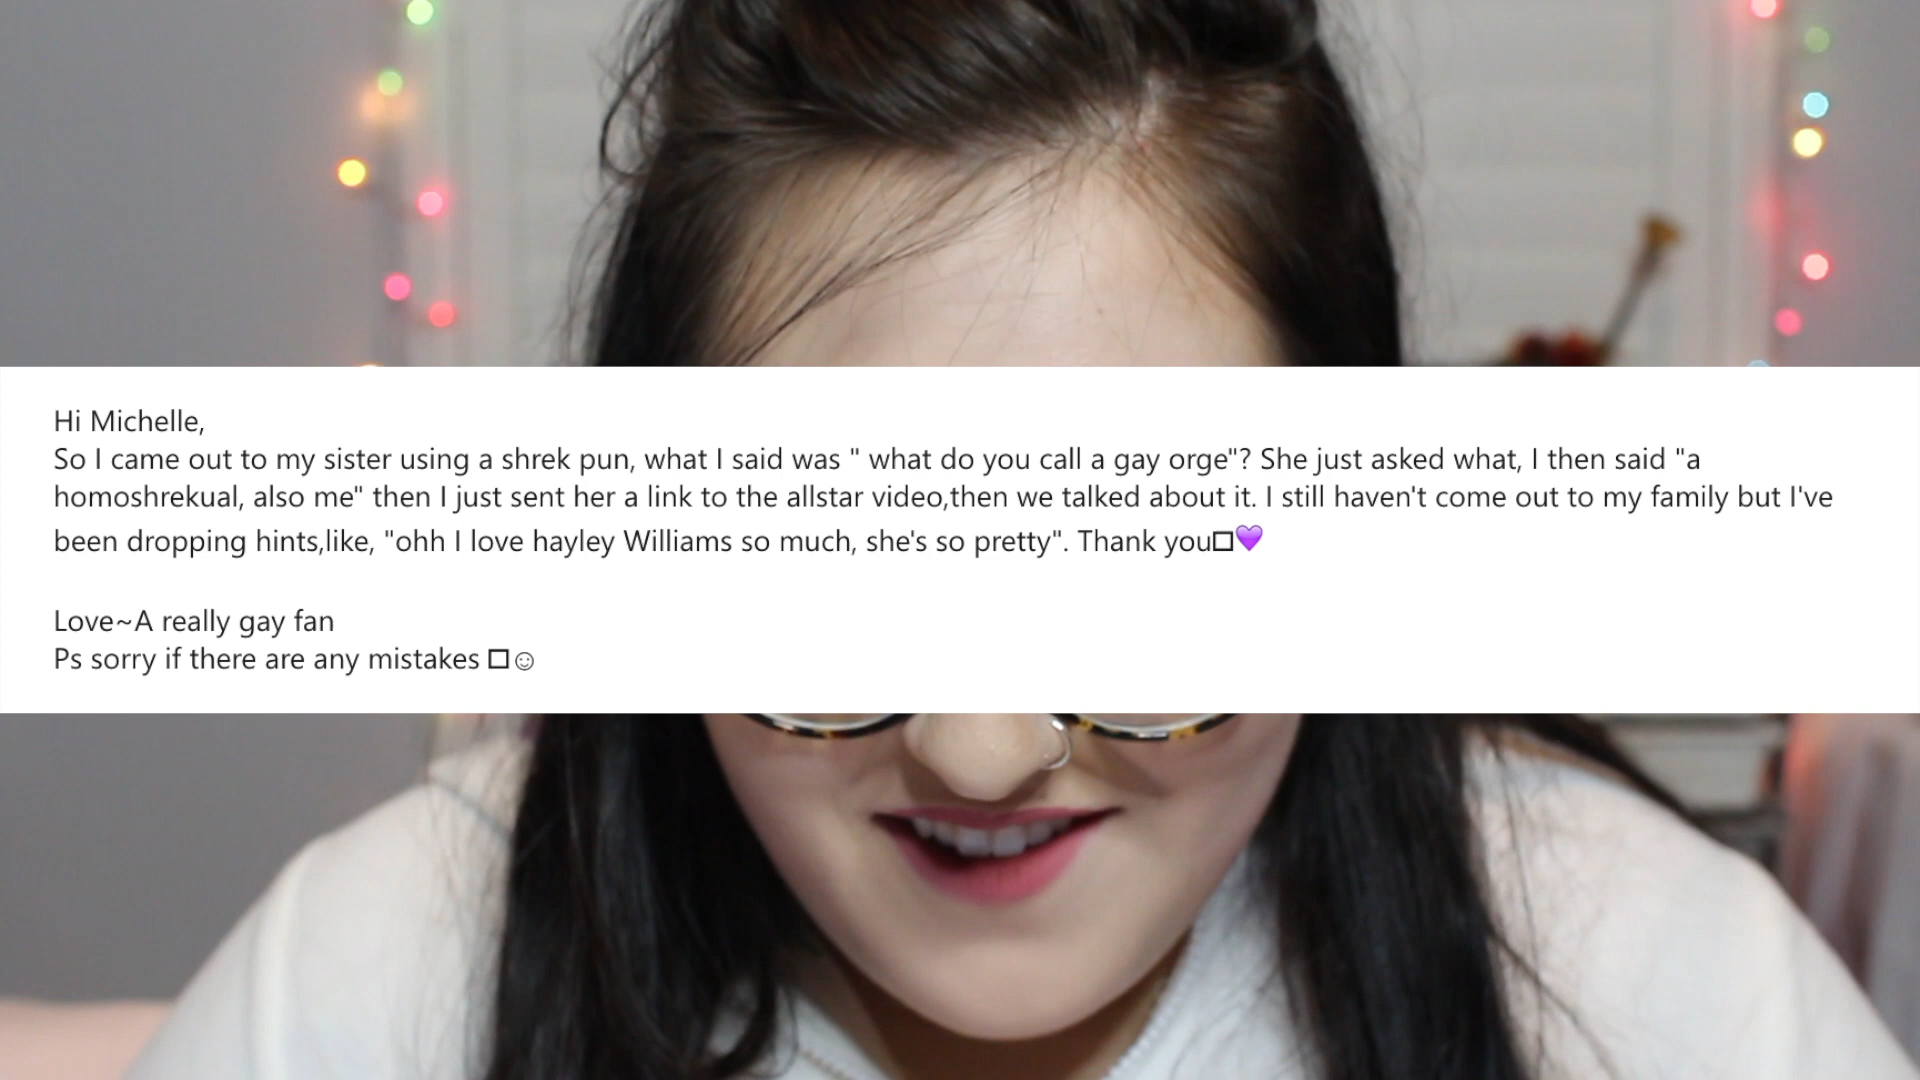 Hi Michelle,
So I came out to my sister using a shrek pun, what I said was " what do you call a gay orge"? She just asked what, I then said "a
homoshrekual, also me" then I just sent her a link to the allstar video,then we talked about it. I still haven't come out to my family but I've
been dropping hints,like, "ohh I love hayley Williams so much, she's so pretty". Thank you□💜
Love~A really gay fan
Ps sorry if there are any mistakes □☺